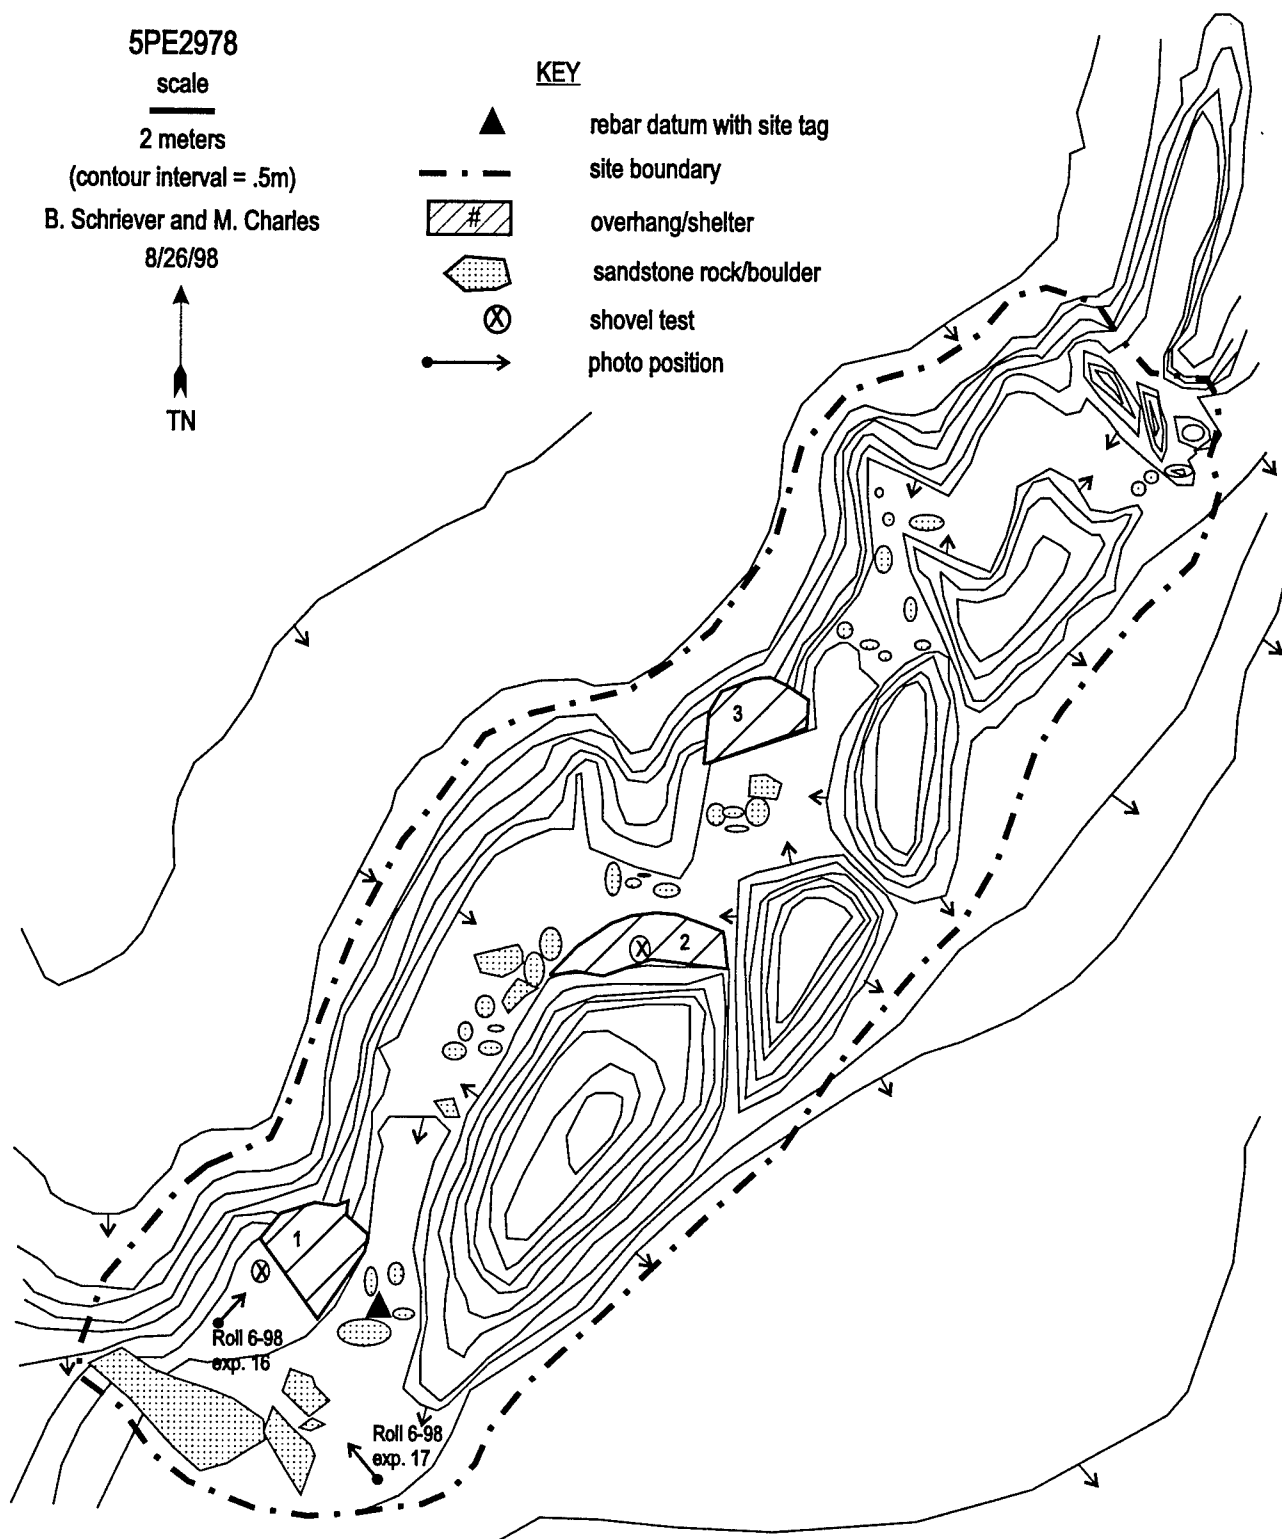 5PE2978
scale
2 meters
(contour interval = .5m)
B. Schriever and M. Charles
8/26/98
TN
KEY
rebar datum with site tag
site boundary
#
overhang/shelter
sandstone rock/boulder
X
shovel test
photo position
3
X
2
1
X
Roll 6-98
exp. 16
Roll 6-98
exp. 17